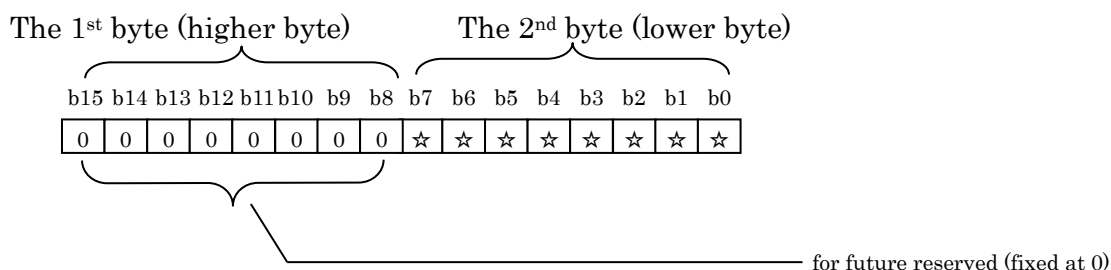 The 1st byte (higher byte) The 2nd byte (lower byte)
b15 b14 b13 b12 b11 b10 b9 b8 b7 b6 b5 b4 b3 b2 b1 b0
0 0 0 0 0 0 0 0 ☆ ☆ ☆ ☆ ☆ ☆ ☆ ☆
for future reserved (fixed at 0)